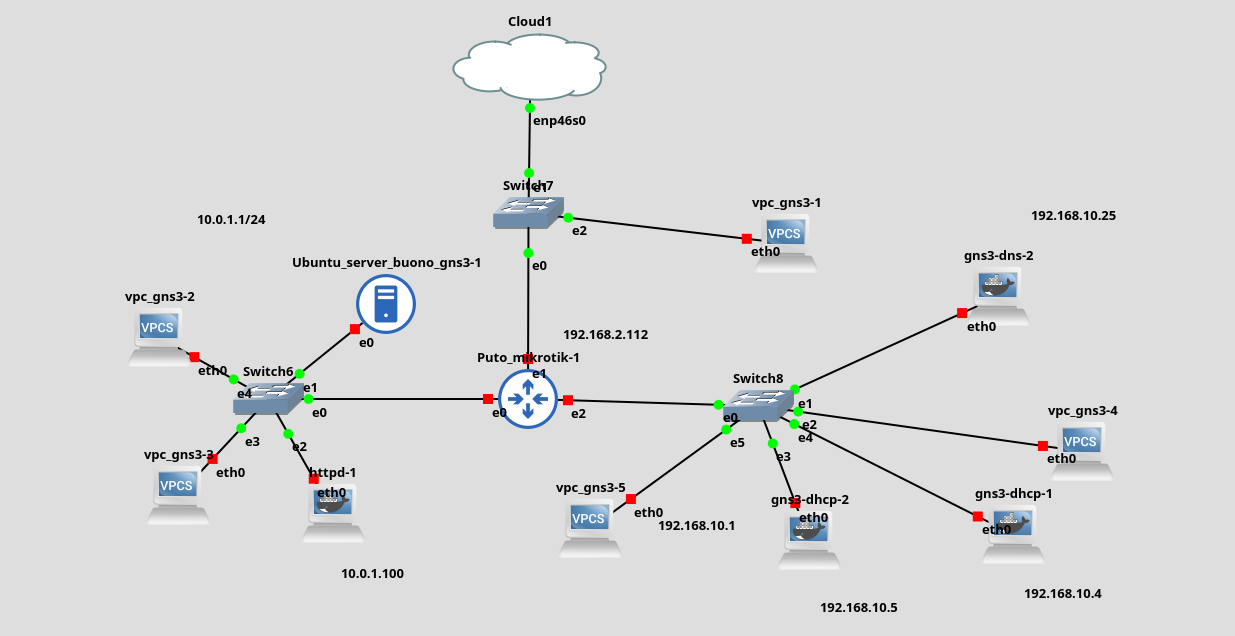 Cloud1
enp46s0
e1
Switch7
e2
e0
vpc_gns3-1
VPCS
eth0
10.0.1.1/24
192.168.10.25
gns3-dns-2
eth0
Ubuntu_server_buono_gns3-1
e0
vpc_gns3-2
VPCS
eth0
Switch6
e4
e1
e0
e3
e2
vpc_gns3-3
VPCS
eth0
httpd-1
eth0
10.0.1.100
192.168.2.112
Puto_mikrotik-1
e1
e0
e2
Switch8
e0
e1
e2
e4
e5
e3
vpc_gns3-4
VPCS
eth0
vpc_gns3-5
VPCS
eth0
192.168.10.1
gns3-dhcp-2
eth0
192.168.10.5
gns3-dhcp-1
eth0
192.168.10.4